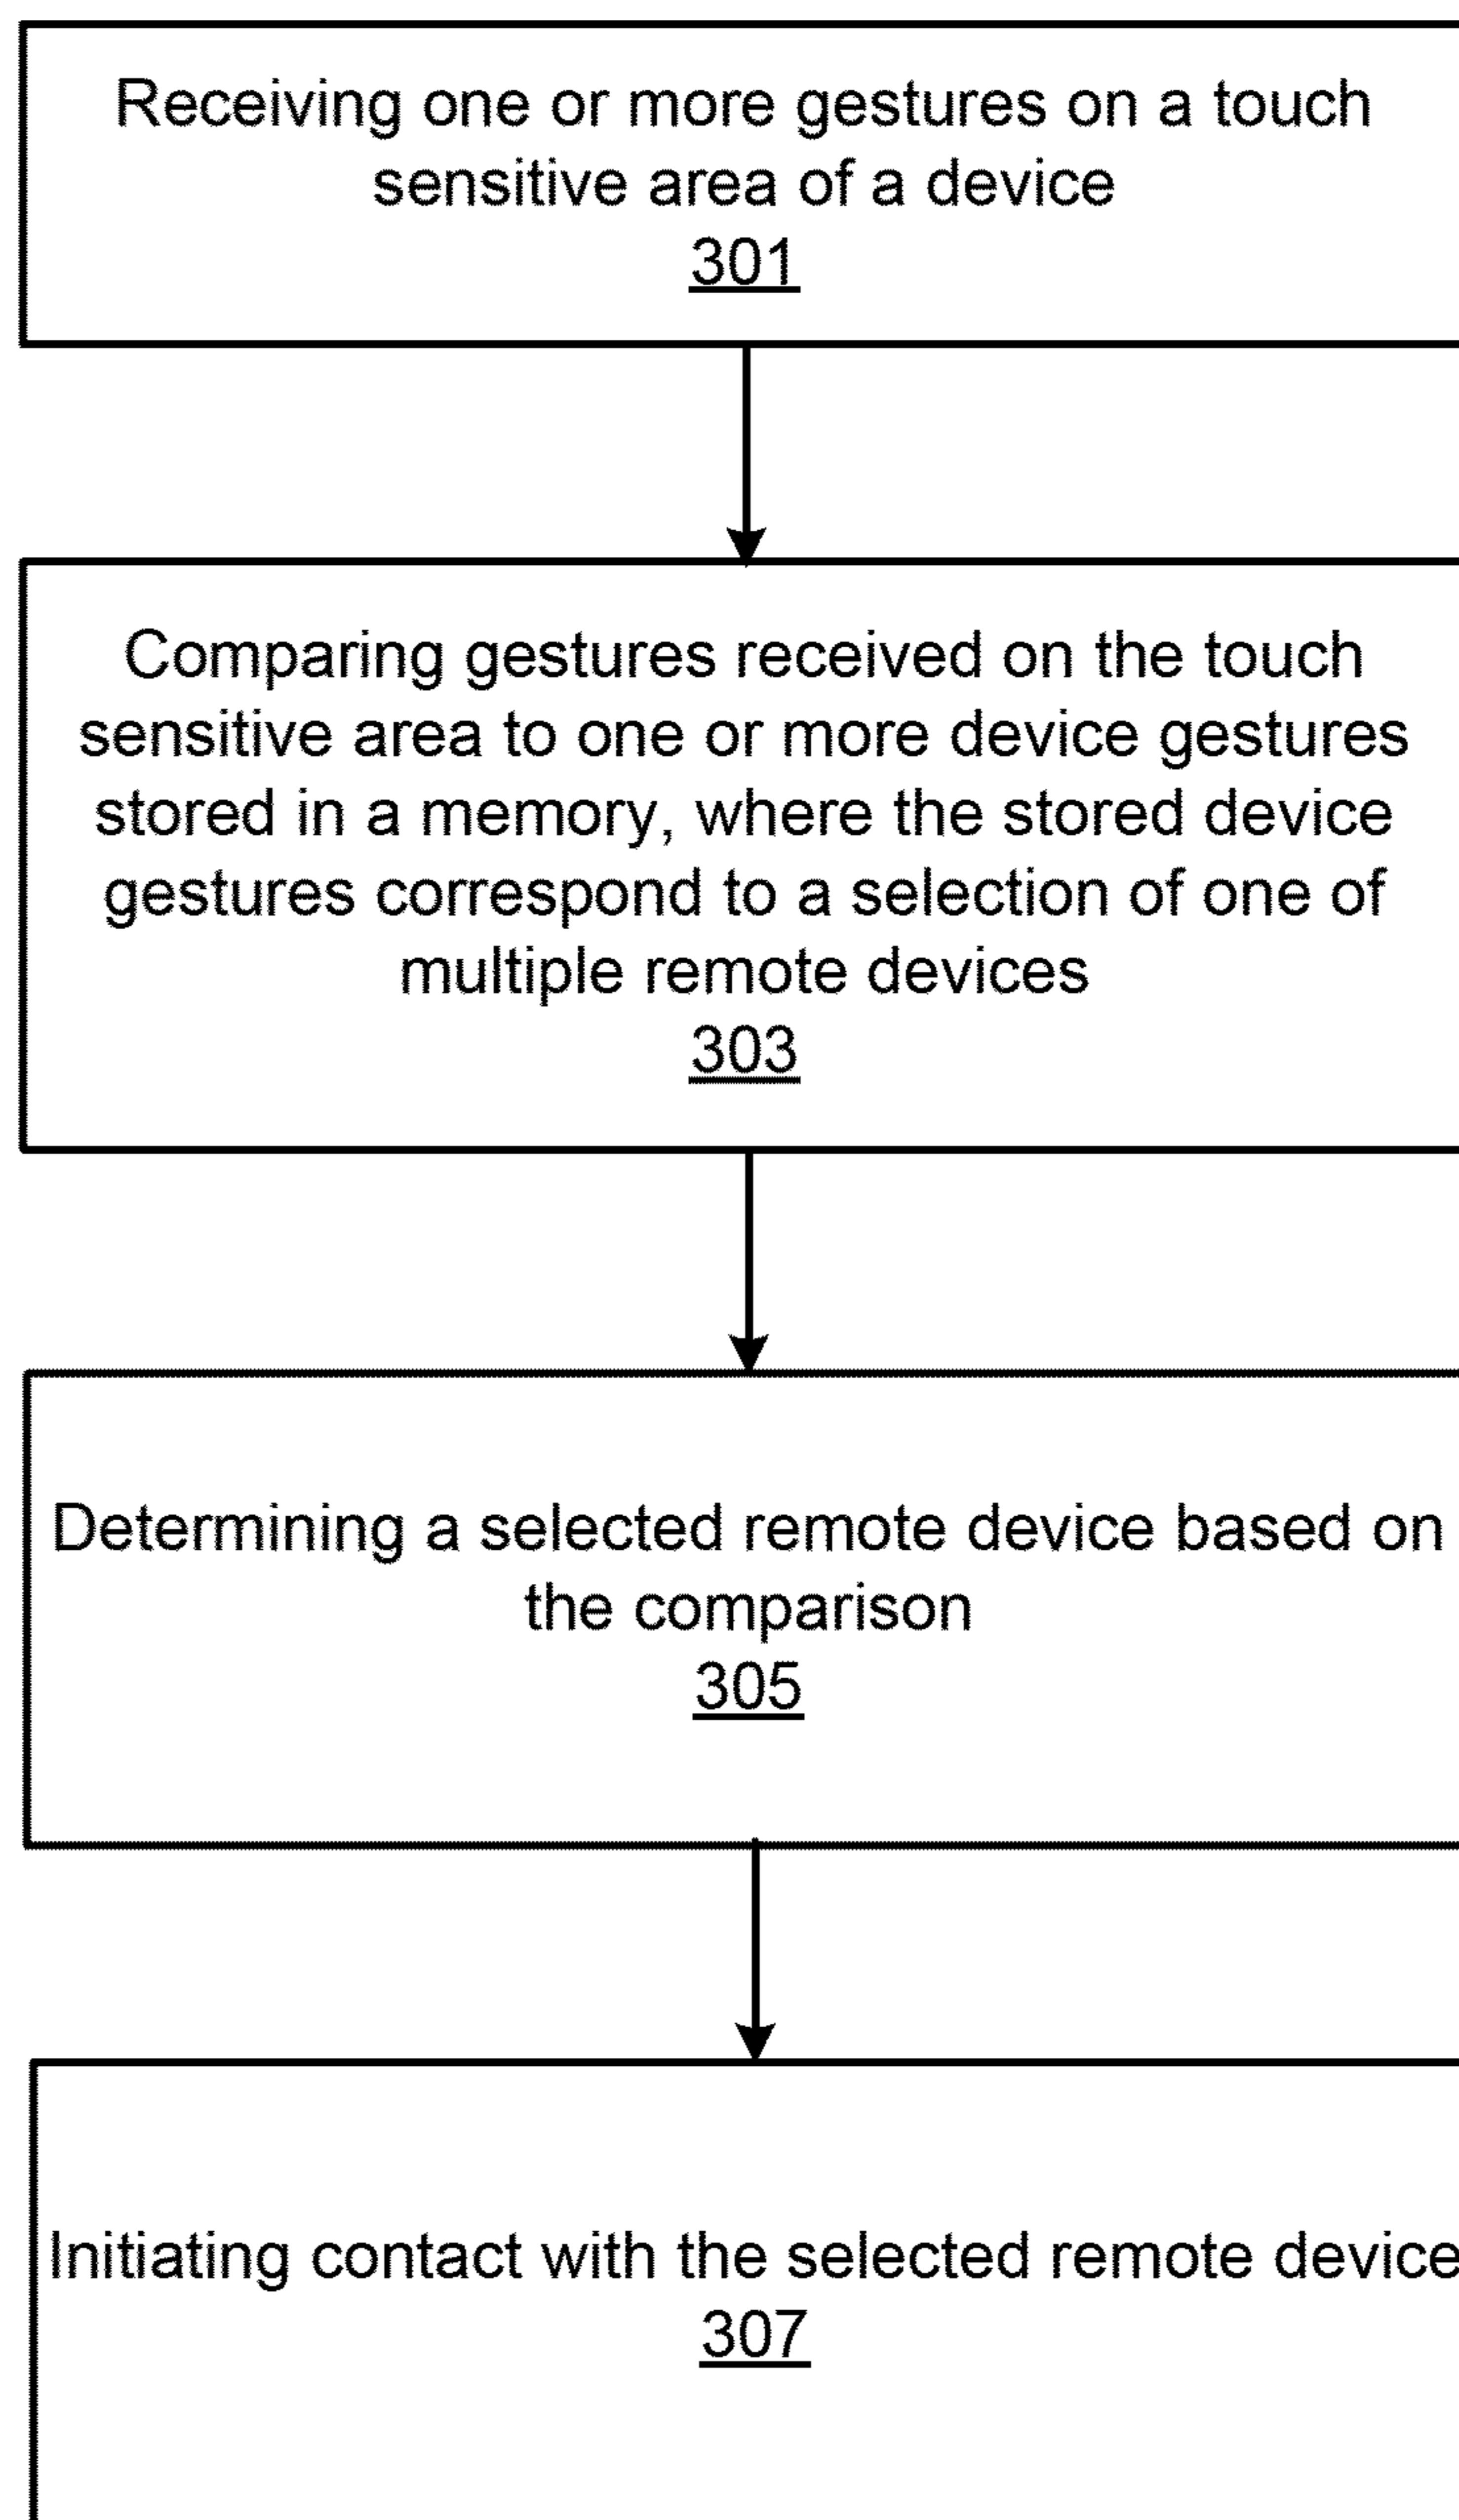 Receiving one or more gestures on a touch
sensitive area of a device
301
Comparing gestures received on the touch
sensitive area to one or more device gestures
stored in a memory, where the stored device
gestures correspond to a selection of one of
multiple remote devices
303
Determining a selected remote device based on
the comparison
305
Initiating contact with the selected remote device
307